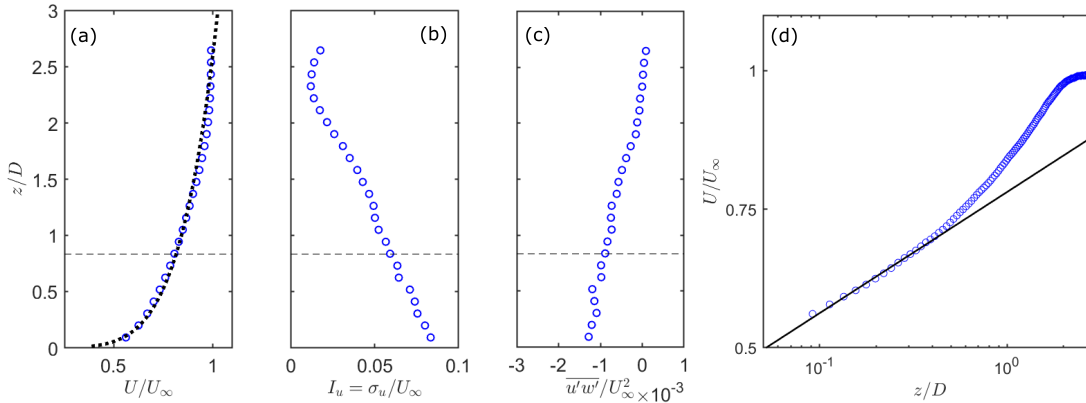 (a)
3
2.5
2
1.5
1
0.5
0
z/D
0.5
1
U/U∞
(b)
0
0.05
0.1
I_u = σ_u/U∞
(c)
-3
-2
-1
0
1
u'w'/U∞² ×10⁻³
(d)
1
0.75
0.5
U/U∞
10⁻¹
10⁰
z/D